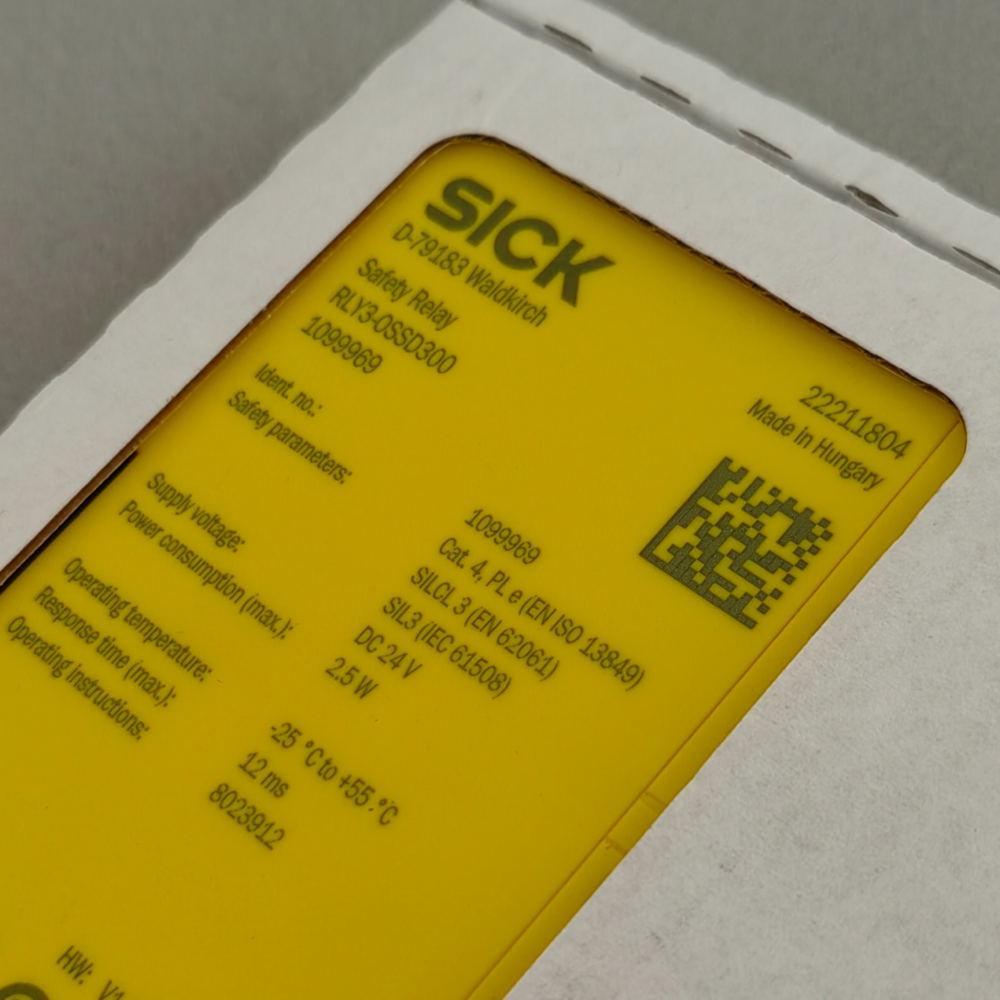 SICK
D-79183 Waldkirch
Safety Relay
RLY3-OSSD300
1099969
22211804
Made in Hungary
Ident. no.: 1099969
Safety parameters: Cat. 4, PL e (EN ISO 13849)
SILCL 3 (EN 62061)
SIL3 (IEC 61508)
Supply voltage: DC 24 V
Power consumption (max.): 2.5 W
Operating temperature: -25 °C to +55 °C
Response time (max.): 12 ms
Operating instructions: 8023912
HW: